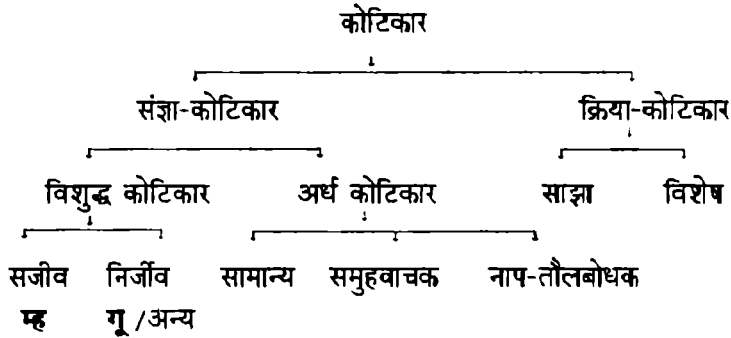 कोटिकार
संज्ञा-कोटिकार क्रिया-कोटिकार
विशुद्ध कोटिकार अर्ध कोटिकार साझा विशेष
सजीव निर्जीव सामान्य समुहवाचक नाप-तौलबोधक
म्ह गू /अन्य